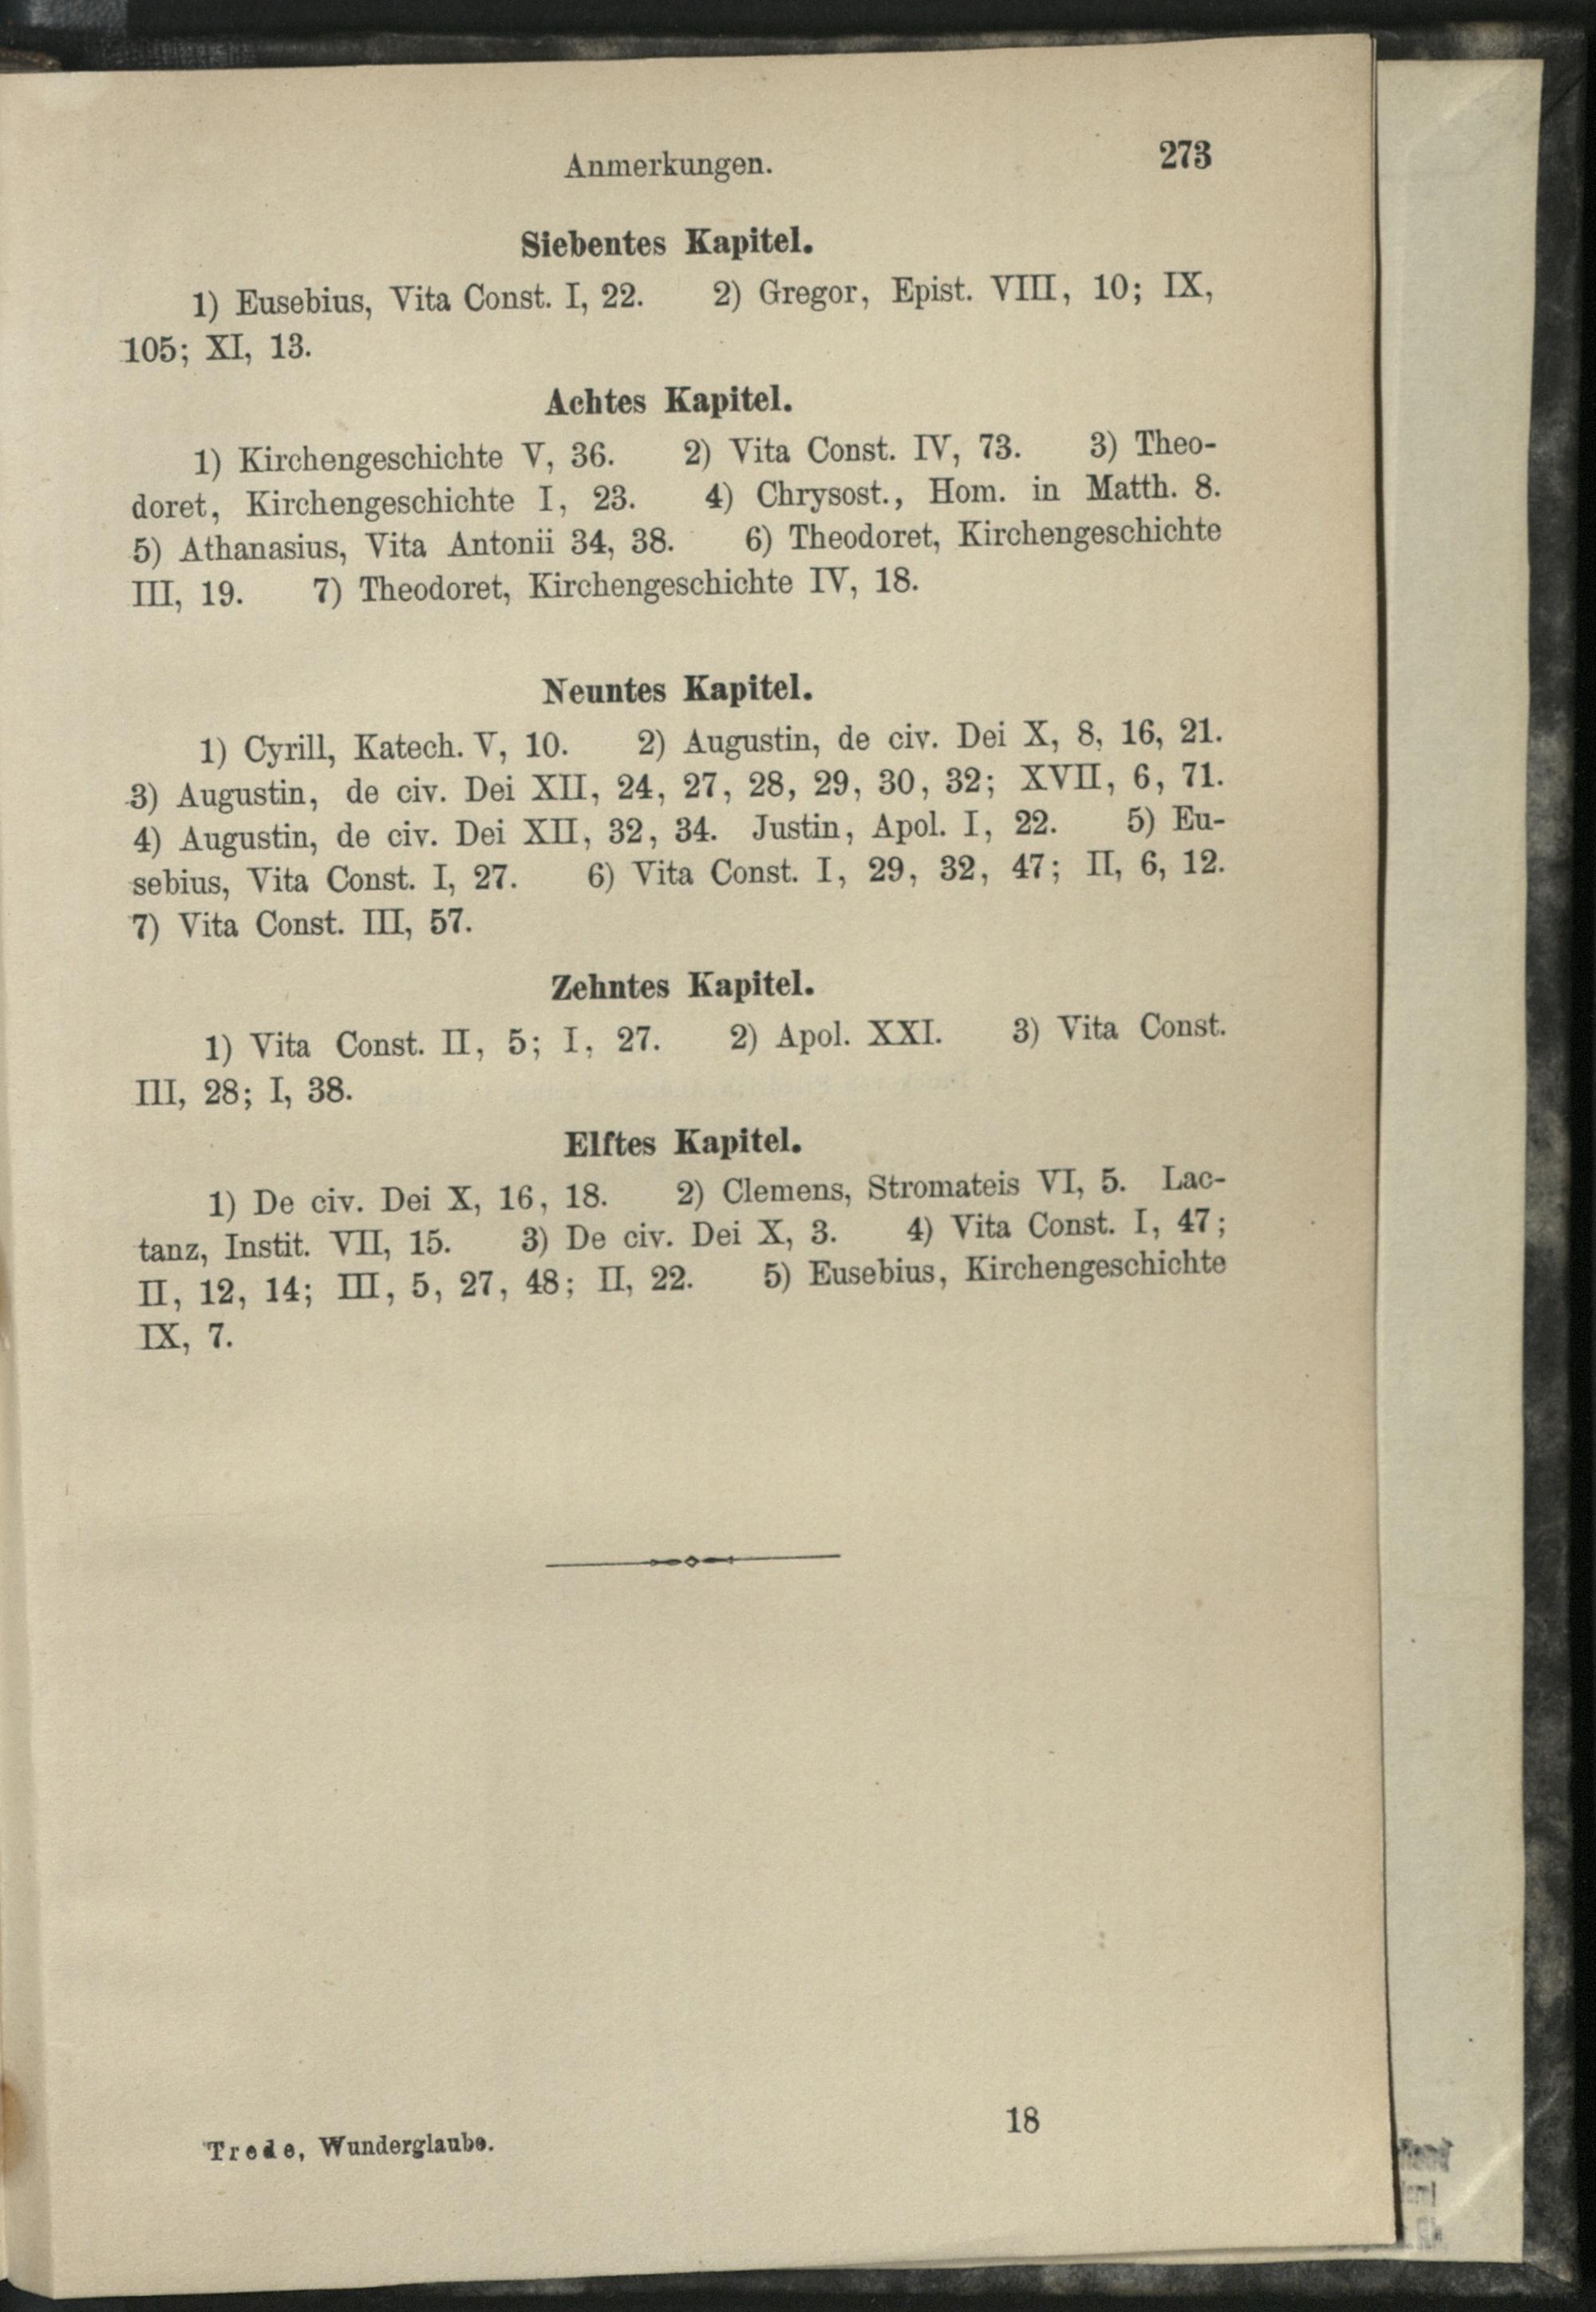 Anmerkungen. 273
Siebentes Kapitel.
1) Eusebius, Vita Const. I, 22. 2) Gregor, Epist. VIII, 10; IX,
105; XI, 13.
Achtes Kapitel.
1) Kirchengeschichte V, 36. 2) Vita Const. IV, 73. 3) Theo-
doret, Kirchengeschichte I, 23. 4) Chrysost., Hom. in Matth. 8.
5) Athanasius, Vita Antonii 34, 38. 6) Theodoret, Kirchengeschichte
III, 19. 7) Theodoret, Kirchengeschichte IV, 18.
Neuntes Kapitel.
1) Cyrill, Katech. V, 10. 2) Augustin, de civ. Dei X, 8, 16, 21.
3) Augustin, de civ. Dei XII, 24, 27, 28, 29, 30, 32; XVII, 6, 71.
4) Augustin, de civ. Dei XII, 32, 34. Justin, Apol. I, 22. 5) Eu-
sebius, Vita Const. I, 27. 6) Vita Const. I, 29, 32, 47; II, 6, 12.
7) Vita Const. III, 57.
Zehntes Kapitel.
1) Vita Const. II, 5; I, 27. 2) Apol. XXI. 3) Vita Const.
III, 28; I, 38.
Elftes Kapitel.
1) De civ. Dei X, 16, 18. 2) Clemens, Stromateis VI, 5. Lac-
tanz, Instit. VII, 15. 3) De civ. Dei X, 3. 4) Vita Const. I, 47;
II, 12, 14; III, 5, 27, 48; II, 22. 5) Eusebius, Kirchengeschichte
IX, 7.
Trede, Wunderglaube. 18